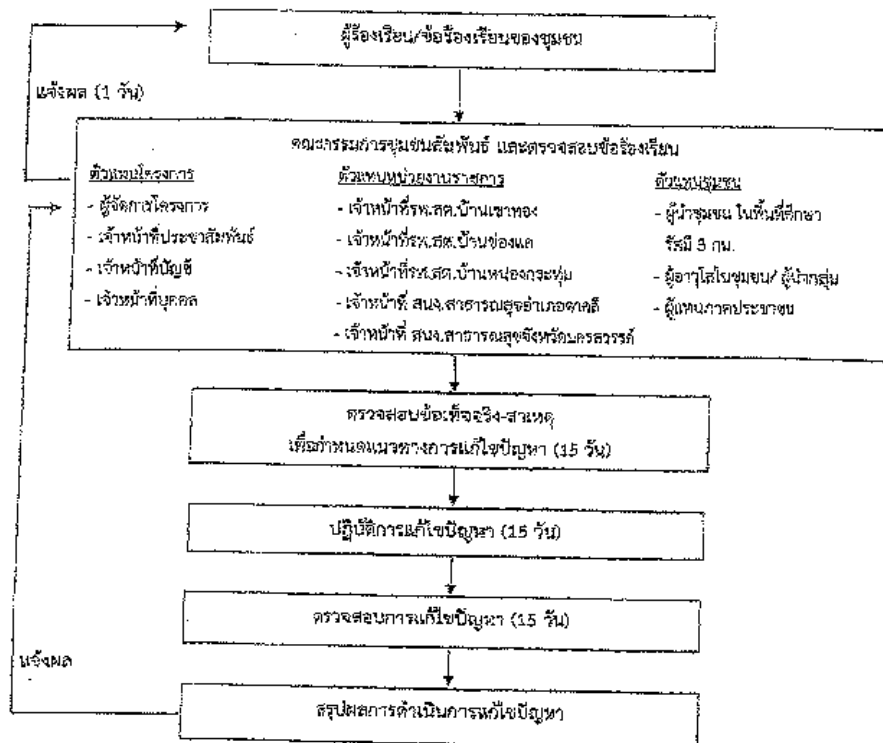 ผู้ร้องเรียน/ข้อร้องเรียนของชุมชน
แจ้งผล (1 วัน)
คณะกรรมการชุมชนสัมพันธ์ และตรวจสอบข้อร้องเรียน
ตัวแทนโครงการ
- ผู้จัดการโครงการ
- เจ้าหน้าที่ประชาสัมพันธ์
- เจ้าหน้าที่บัญชี
- เจ้าหน้าที่บุคคล
ตัวแทนหน่วยงานราชการ
- เจ้าหน้าที่รพ.สต.บ้านเขาทอง
- เจ้าหน้าที่รพ.สต.บ้านช่องแค
- เจ้าหน้าที่รพ.สต.บ้านหนองกระทุ่ม
- เจ้าหน้าที่ สนง.สาธารณสุขอำเภอตาคลี
- เจ้าหน้าที่ สนง.สาธารณสุขจังหวัดนครสวรรค์
ตัวแทนชุมชน
- ผู้นำชุมชน ในพื้นที่ศึกษา
รัศมี 3 กม.
- ผู้อาวุโสในชุมชน/ ผู้นำกลุ่ม
- ผู้แทนภาคประชาชน
ตรวจสอบข้อเท็จจริง-สาเหตุ
เพื่อกำหนดแนวทางการแก้ไขปัญหา (15 วัน)
ปฏิบัติการแก้ไขปัญหา (15 วัน)
ตรวจสอบการแก้ไขปัญหา (15 วัน)
แจ้งผล
สรุปผลการดำเนินการแก้ไขปัญหา